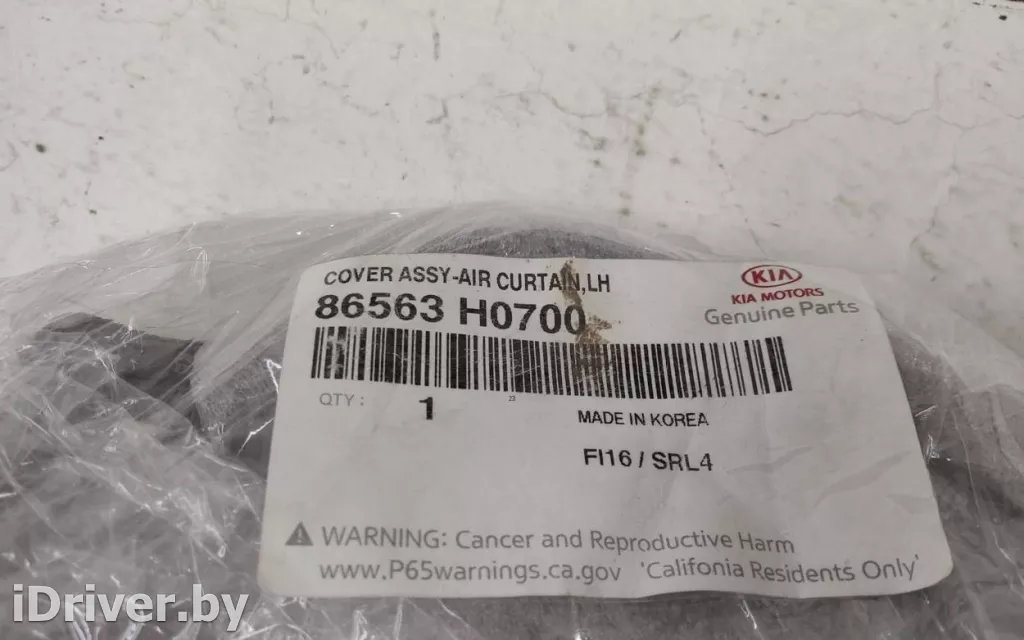 COVER ASSY-AIR CURTAIN,LH
86563 H0700
KIA
KIA MOTORS
Genuine Parts
QTY : 1
23
MADE IN KOREA
FI16 / SRL4
WARNING: Cancer and Reproductive Harm
www.P65warnings.ca.gov 'Califonia Residents Only'
iDriver.by